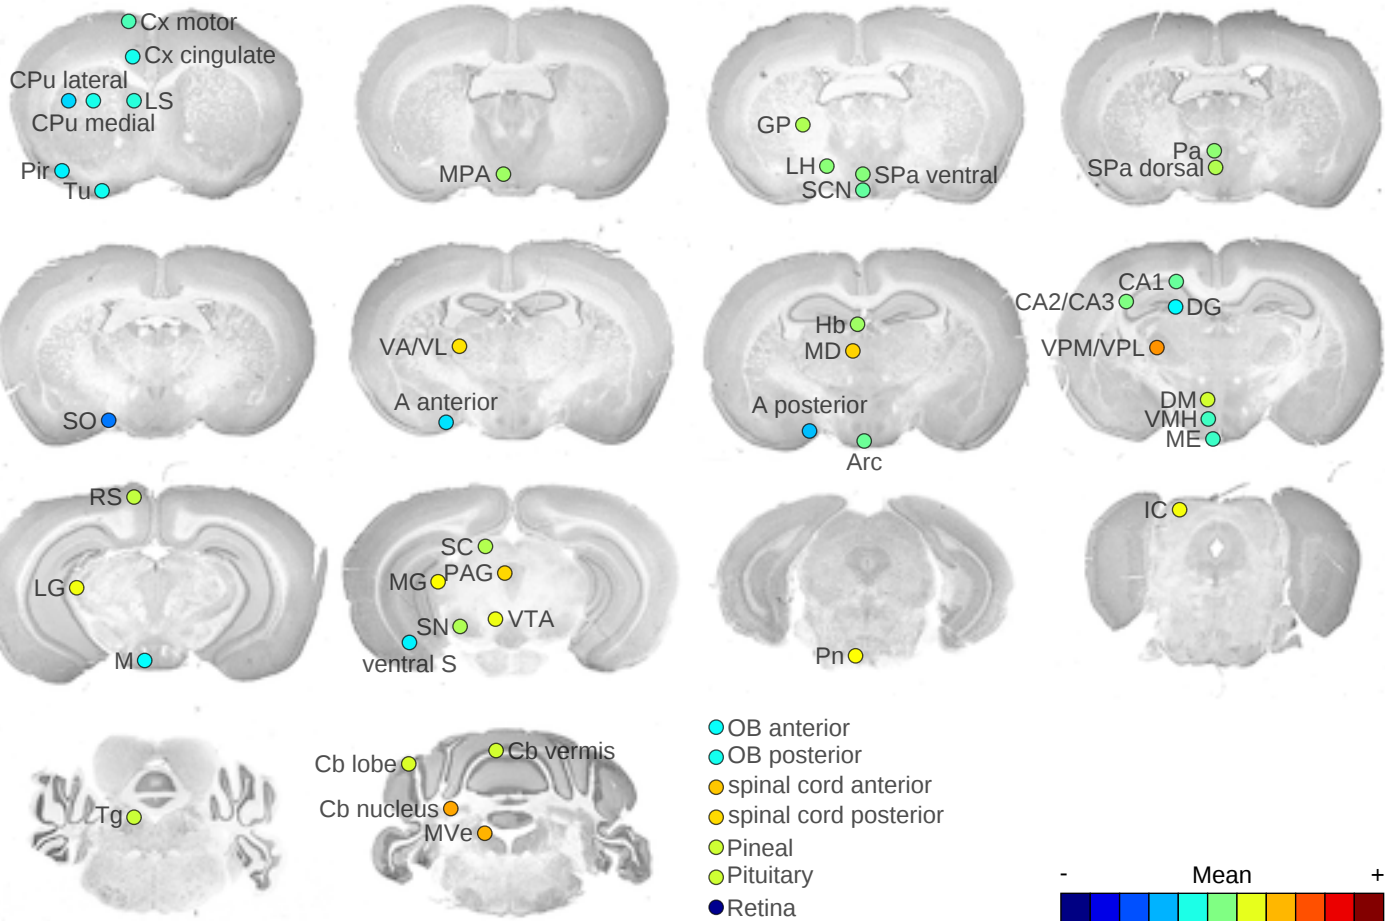 Cx motor
Cx cingulate
CPu lateral
LS
CPu medial
Pir
Tu
MPA
GP
LH
SPa ventral
SCN
Pa
SPa dorsal
SO
VA/VL
A anterior
Hb
MD
A posterior
Arc
CA1
CA2/CA3
DG
VPM/VPL
DM
VMH
ME
RS
LG
M
SC
MG
PAG
SN
VTA
ventral S
Pn
IC
Tg
Cb lobe
Cb vermis
Cb nucleus
MVe
OB anterior
OB posterior
spinal cord anterior
spinal cord posterior
Pineal
Pituitary
Retina
- Mean +